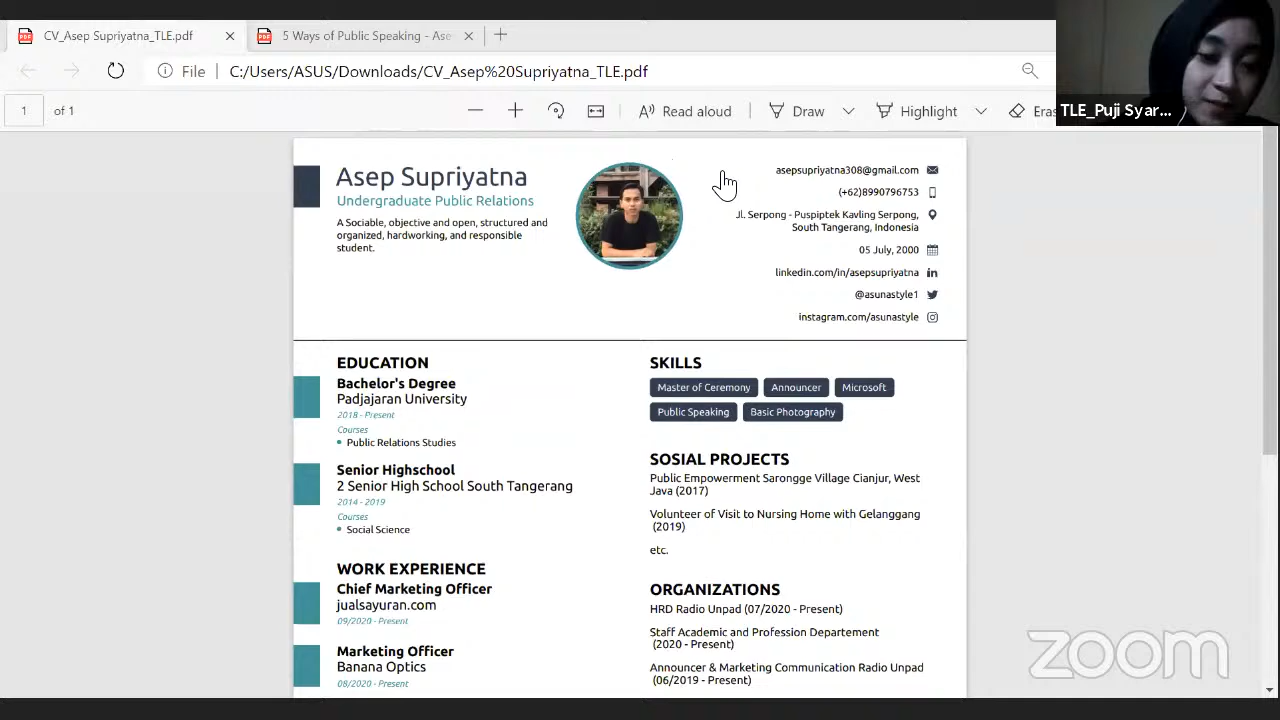 CV_Asep Supriyatna_TLE.pdf
5 Ways of Public Speaking - Ase
File
C:/Users/ASUS/Downloads/CV_Asep%20Supriyatna_TLE.pdf
1
of 1
Read aloud
Draw
Highlight
Eras
TLE_Puji Syar...
Asep Supriyatna
Undergraduate Public Relations
A Sociable, objective and open, structured and
organized, hardworking, and responsible
student.
asepsupriyatna308@gmail.com
(+62)8990796753
Jl. Serpong - Puspiptek Kavling Serpong,
South Tangerang, Indonesia
05 July, 2000
linkedin.com/in/asepsupriyatna
@asunastyle1
instagram.com/asunastyle
EDUCATION
Bachelor's Degree
Padjajaran University
2018 - Present
Courses
Public Relations Studies
Senior Highschool
2 Senior High School South Tangerang
2014 - 2019
Courses
Social Science
WORK EXPERIENCE
Chief Marketing Officer
jualsayuran.com
09/2020 - Present
Marketing Officer
Banana Optics
08/2020 - Present
SKILLS
Master of Ceremony
Announcer
Microsoft
Public Speaking
Basic Photography
SOSIAL PROJECTS
Public Empowerment Sarongge Village Cianjur, West
Java (2017)
Volunteer of Visit to Nursing Home with Gelanggang
(2019)
etc.
ORGANIZATIONS
HRD Radio Unpad (07/2020 - Present)
Staff Academic and Profession Departement
(2020 - Present)
Announcer & Marketing Communication Radio Unpad
(06/2019 - Present)
zoom